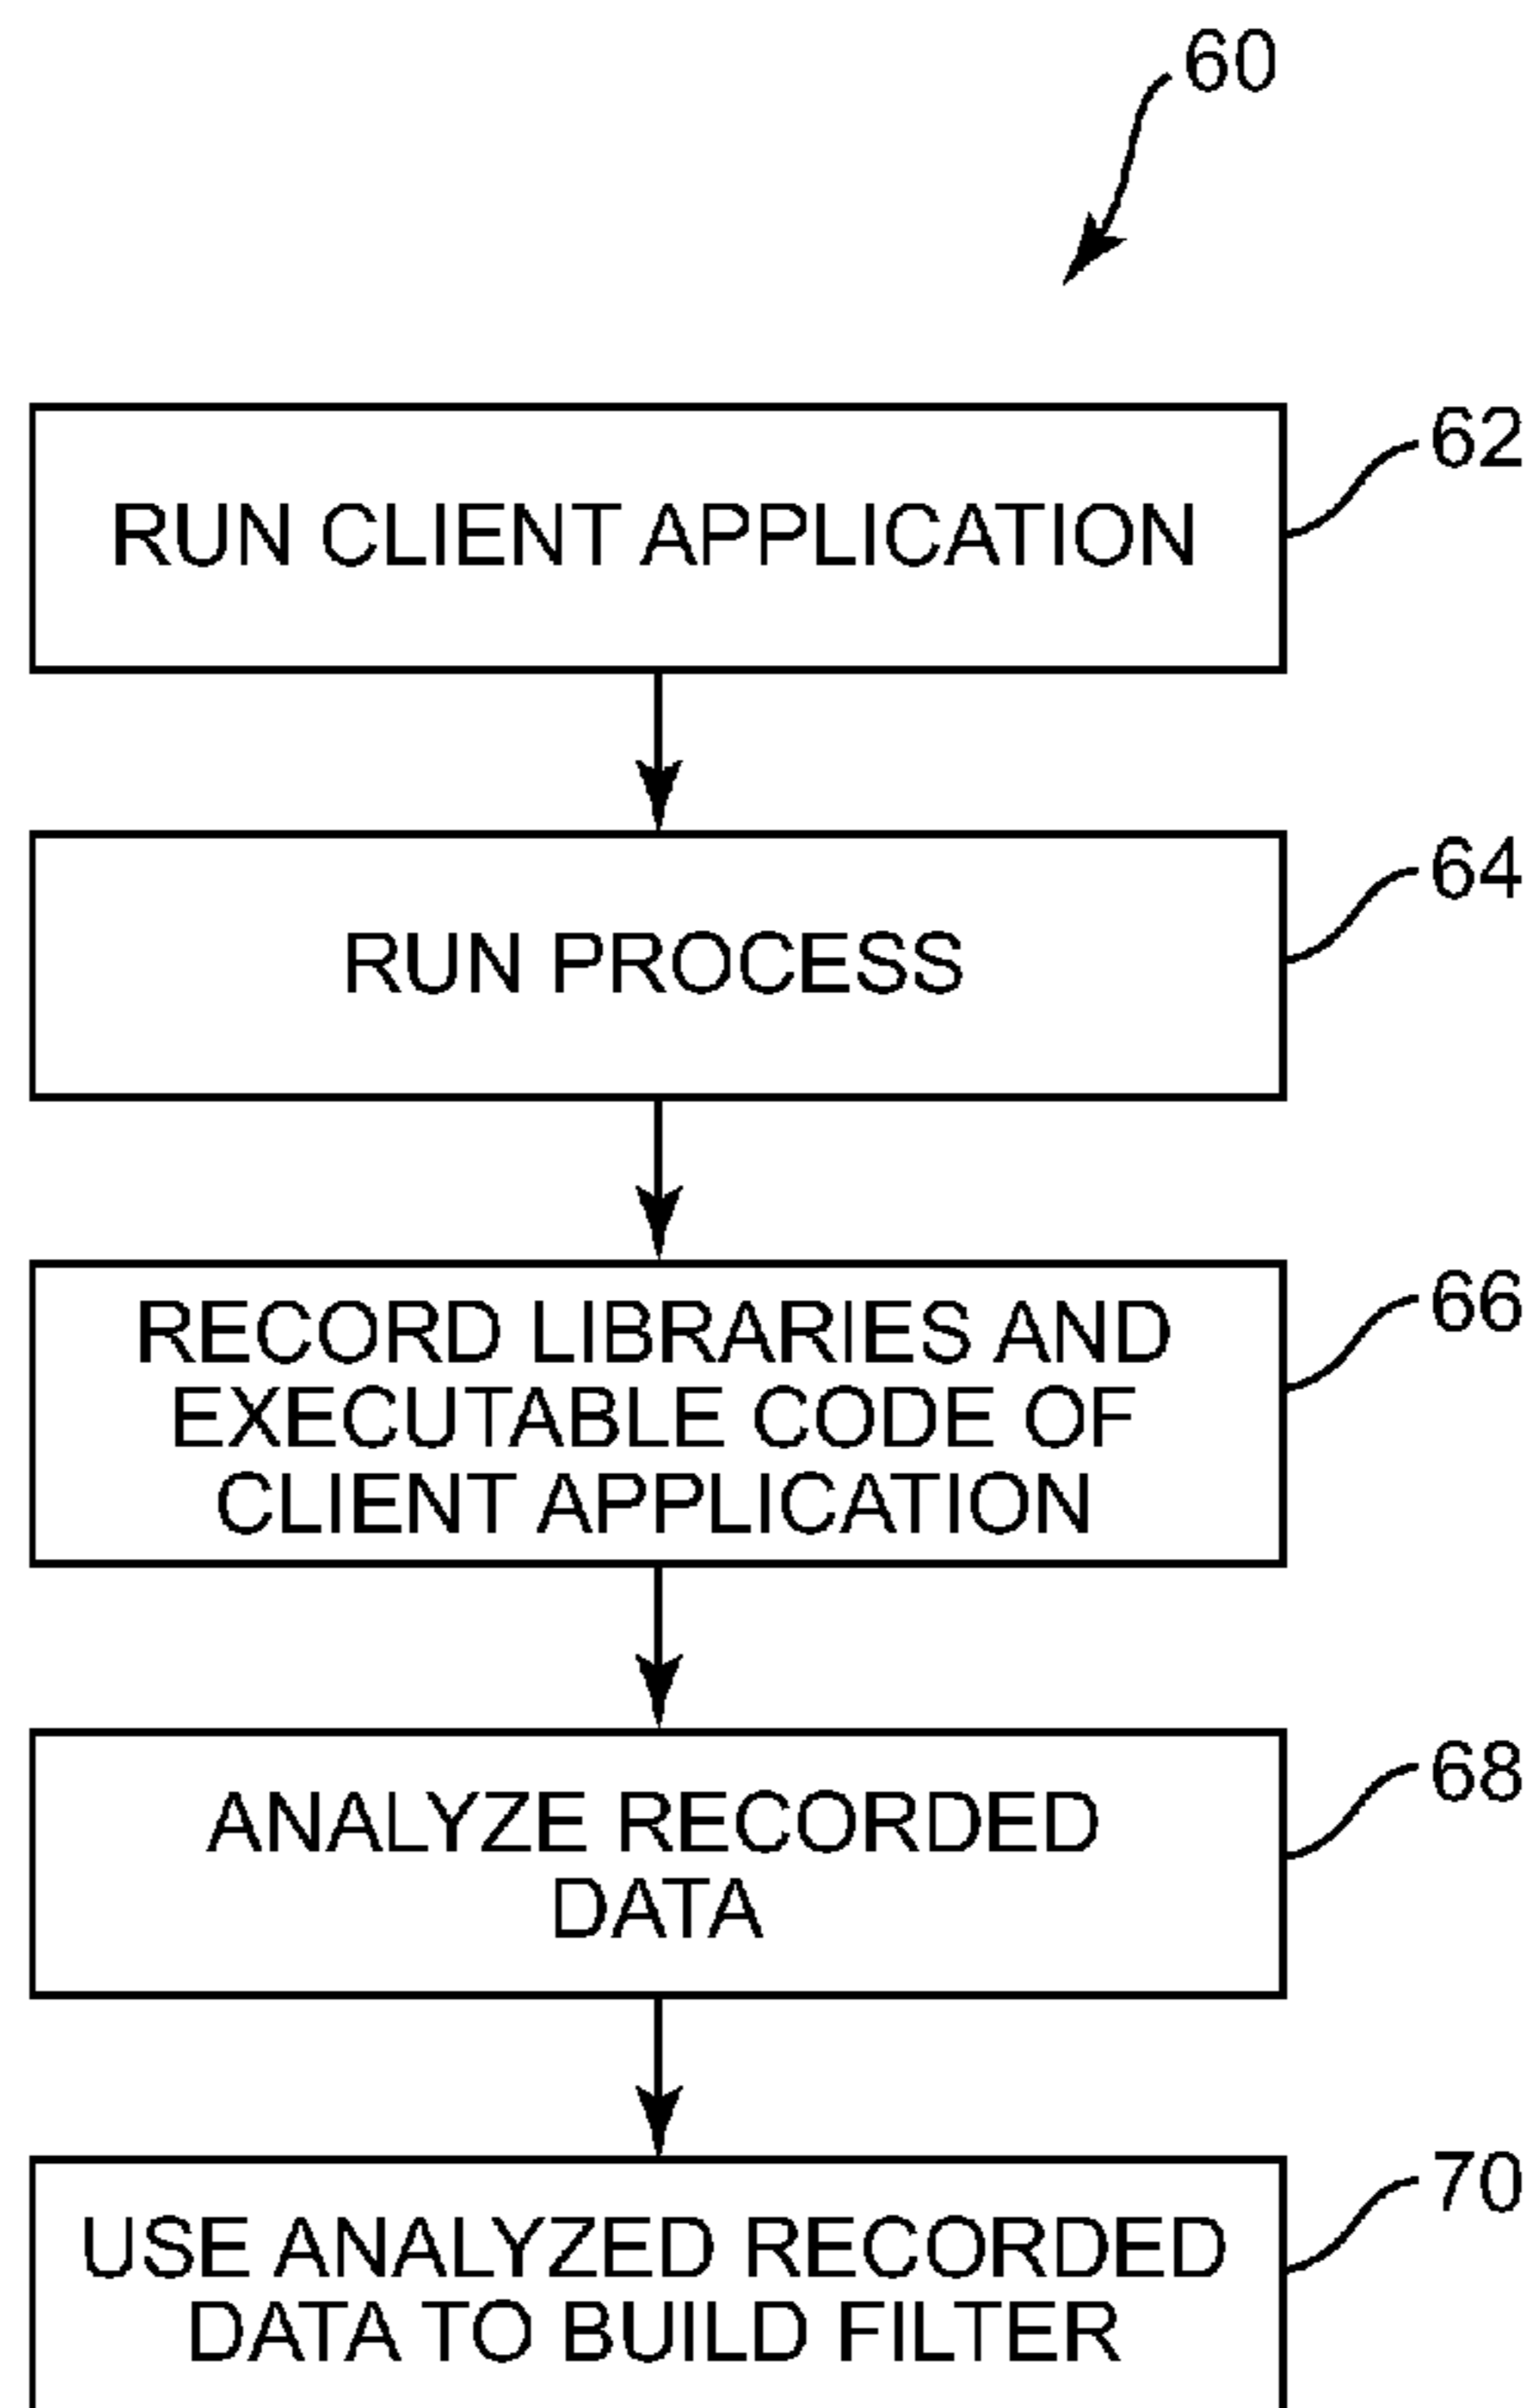 60
RUN CLIENT APPLICATION
62
RUN PROCESS
64
RECORD LIBRARIES AND
EXECUTABLE CODE OF
CLIENT APPLICATION
66
ANALYZE RECORDED
DATA
68
USE ANALYZED RECORDED
DATA TO BUILD FILTER
70